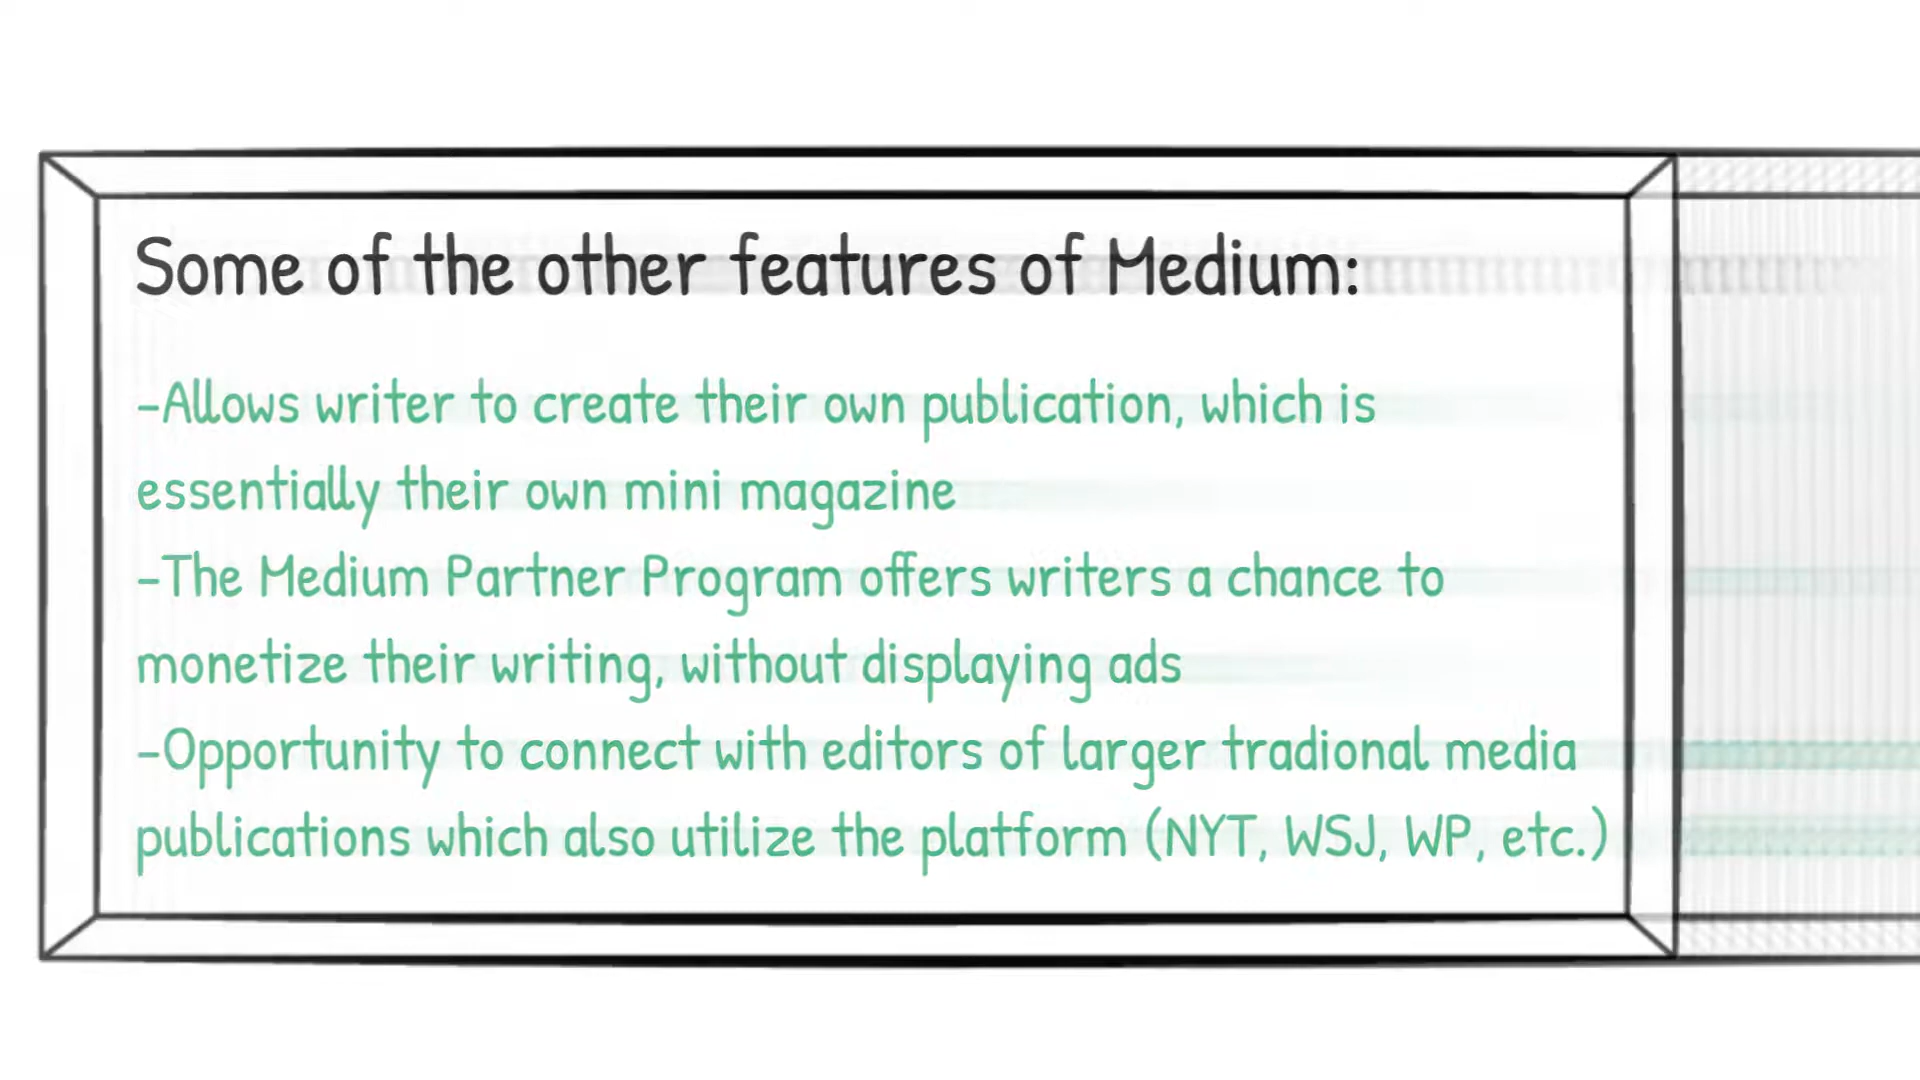 Some of the other features of Medium:
-Allows writer to create their own publication, which is
essentially their own mini magazine
-The Medium Partner Program offers writers a chance to
monetize their writing, without displaying ads
-Opportunity to connect with editors of larger tradional media
publications which also utilize the platform (NYT, WSJ, WP, etc.)